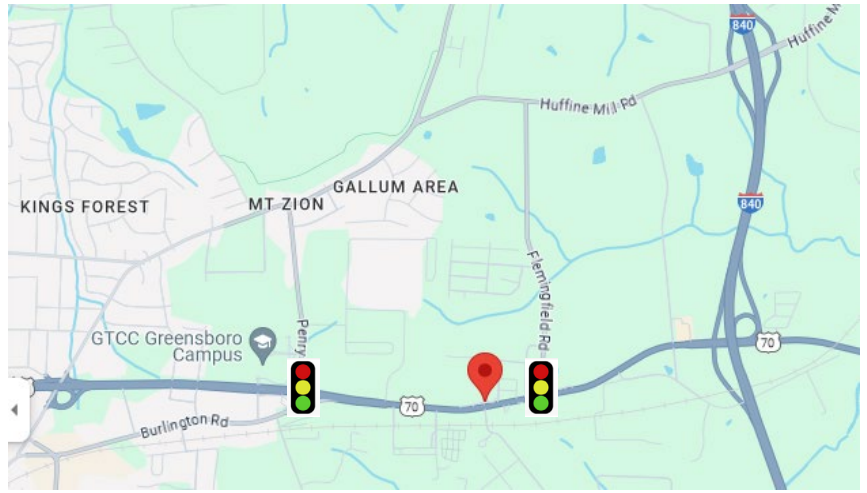 840
Huffine M
Huffine Mill Rd
GALLUM AREA
KINGS FOREST
MT ZION
840
Flemingfield Rd
Penry
GTCC Greensboro
Campus
70
70
Burlington Rd